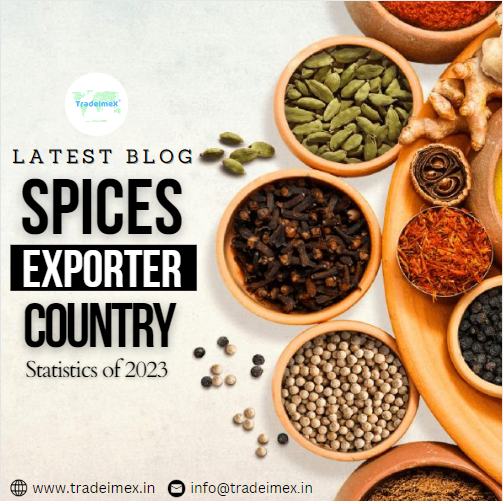 TradeimeX
LATEST BLOG
SPICES
EXPORTER
COUNTRY
Statistics of 2023
www.tradeimex.in info@tradeimex.in